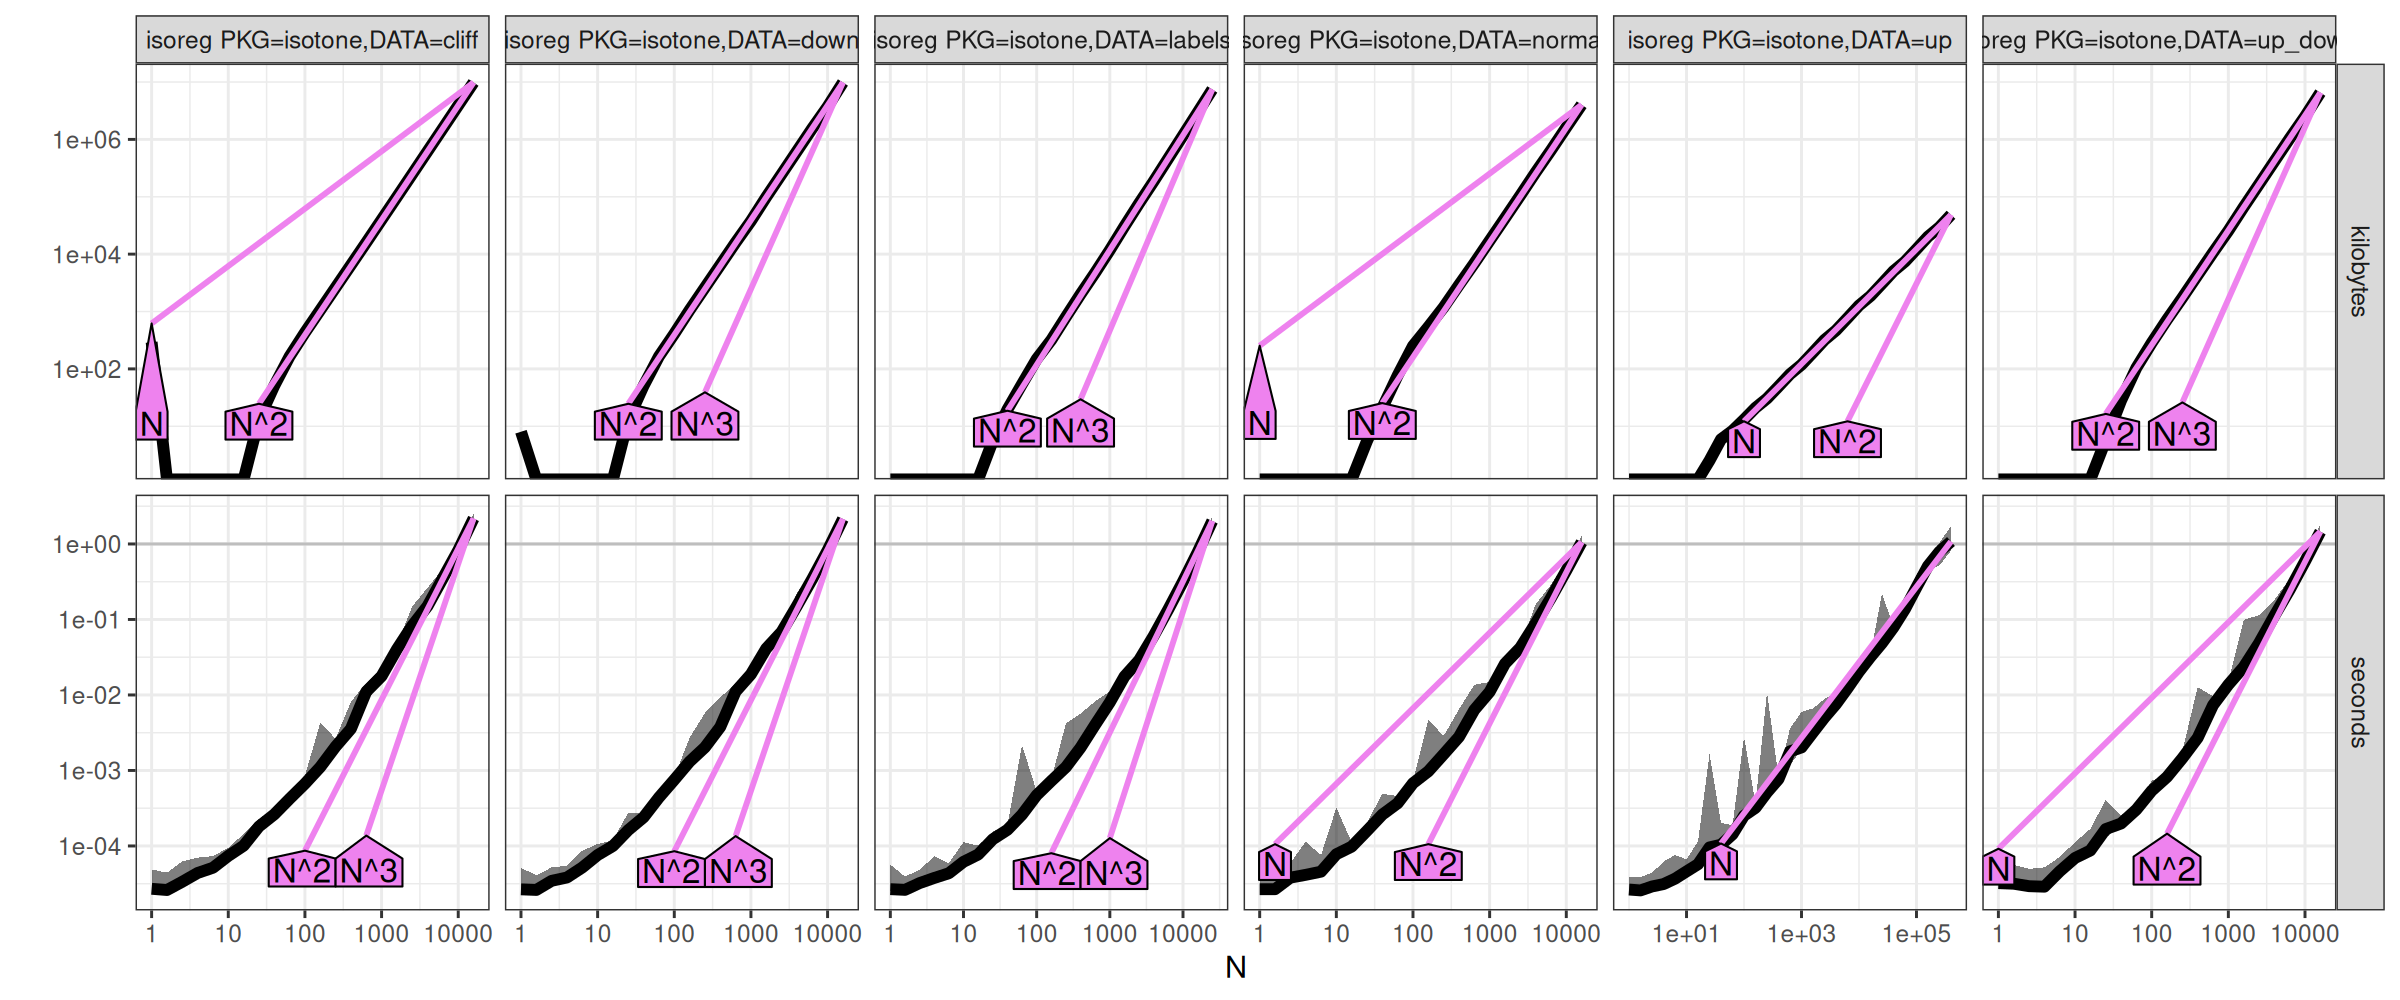 isoreg PKG=isotone,DATA=cliff
isoreg PKG=isotone,DATA=down
soreg PKG=isotone,DATA=labels
soreg PKG=isotone,DATA=norma
isoreg PKG=isotone,DATA=up
oreg PKG=isotone,DATA=up_dow
1e+06
1e+04
1e+02
N
N^2
N^2
N^3
N^2
N^3
N
N^2
N
N^2
N^2
N^3
kilobytes
1e+00
1e-01
1e-02
1e-03
1e-04
N^2
N^3
N^2
N^3
N^2
N^3
N
N^2
N
N
N^2
seconds
1 10 100 1000 10000
1 10 100 1000 10000
1 10 100 1000 10000
1 10 100 1000 10000
1e+01 1e+03 1e+05
1 10 100 1000 10000
N